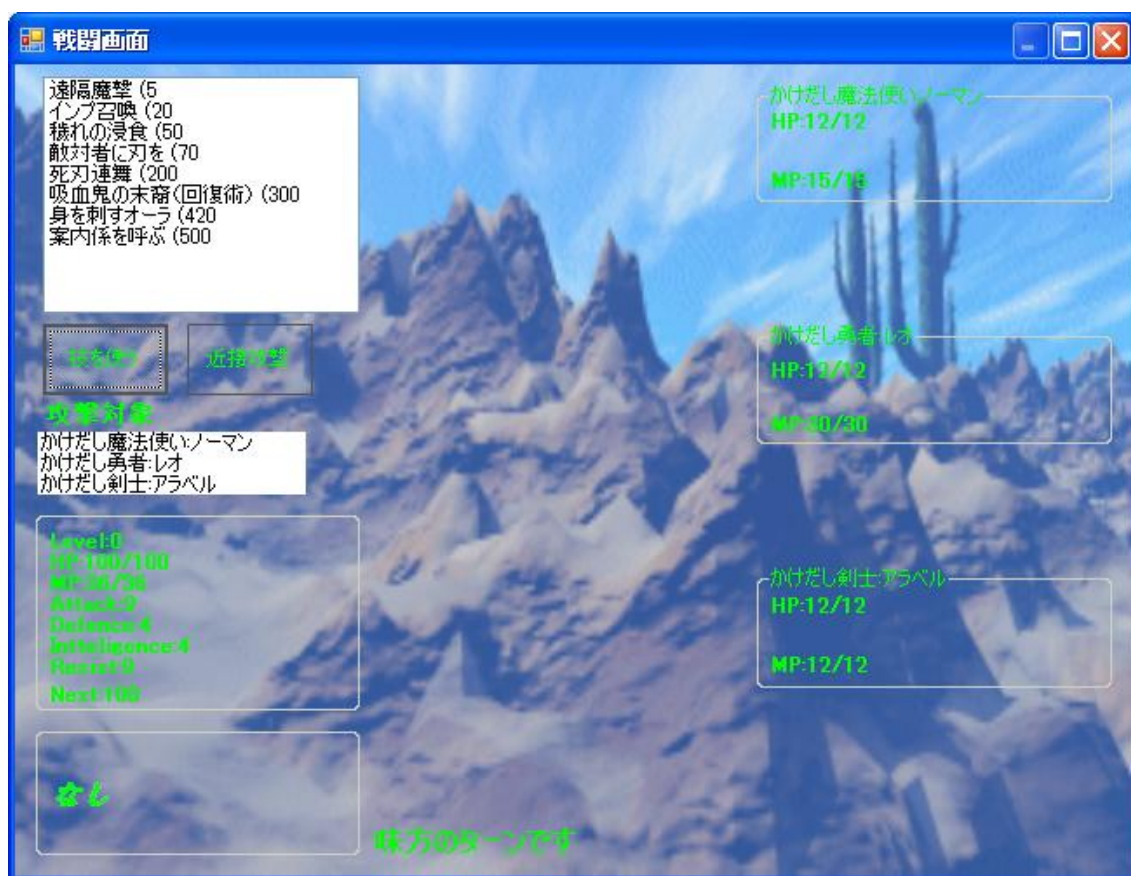 戦闘画面
遠隔魔撃 (5
インプ召喚 (20
穢れの浸食 (50
敵対者に刃を (70
死刃連舞 (200
吸血鬼の末裔(回復術) (300
身を刺すオーラ (420
案内係を呼ぶ (500
技を使う
近接攻撃
攻撃対象
かけだし魔法使い:ノーマン
かけだし勇者:レオ
かけだし剣士:アラベル
Level:0
HP:100/100
MP:36/36
Attack:9
Defence:4
Inttelligence:4
Next:100
なし
味方のターンです
かけだし魔法使い:ノーマン
HP:12/12
MP:15/15
かけだし勇者:レオ
HP:12/12
MP:30/30
かけだし剣士:アラベル
HP:12/12
MP:12/12